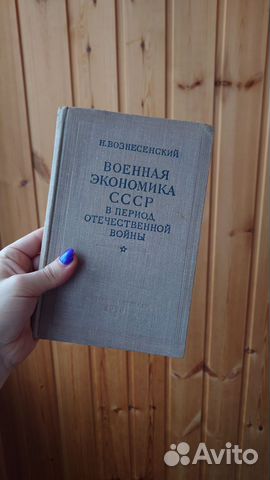 Н. ВОЗНЕСЕНСКИЙ
ВОЕННАЯ
ЭКОНОМИКА
СССР
В ПЕРИОД
ОТЕЧЕСТВЕННОЙ
ВОЙНЫ
Avito